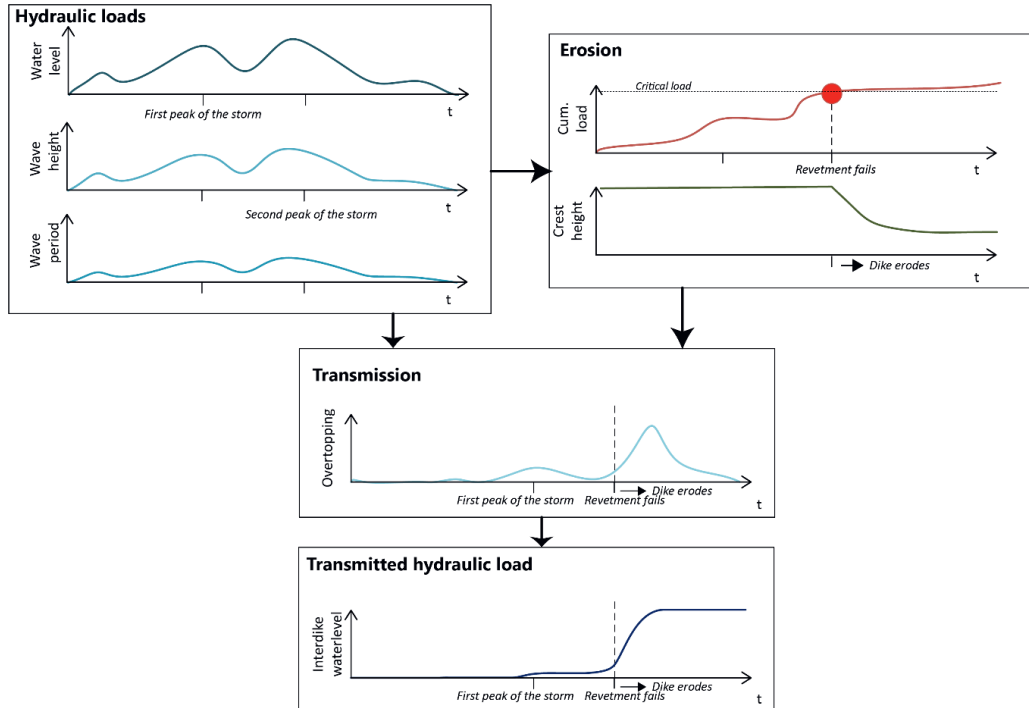 Hydraulic loads
Water
level
t
First peak of the storm
Wave
height
t
Second peak of the storm
Wave
period
t
Erosion
Critical load
Cum.
load
t
Revetment fails
Crest
height
t
Dike erodes
Transmission
Overtopping
First peak of the storm
Revetment fails
Dike erodes
t
Transmitted hydraulic load
Interdike
waterlevel
First peak of the storm
Revetment fails
Dike erodes
t